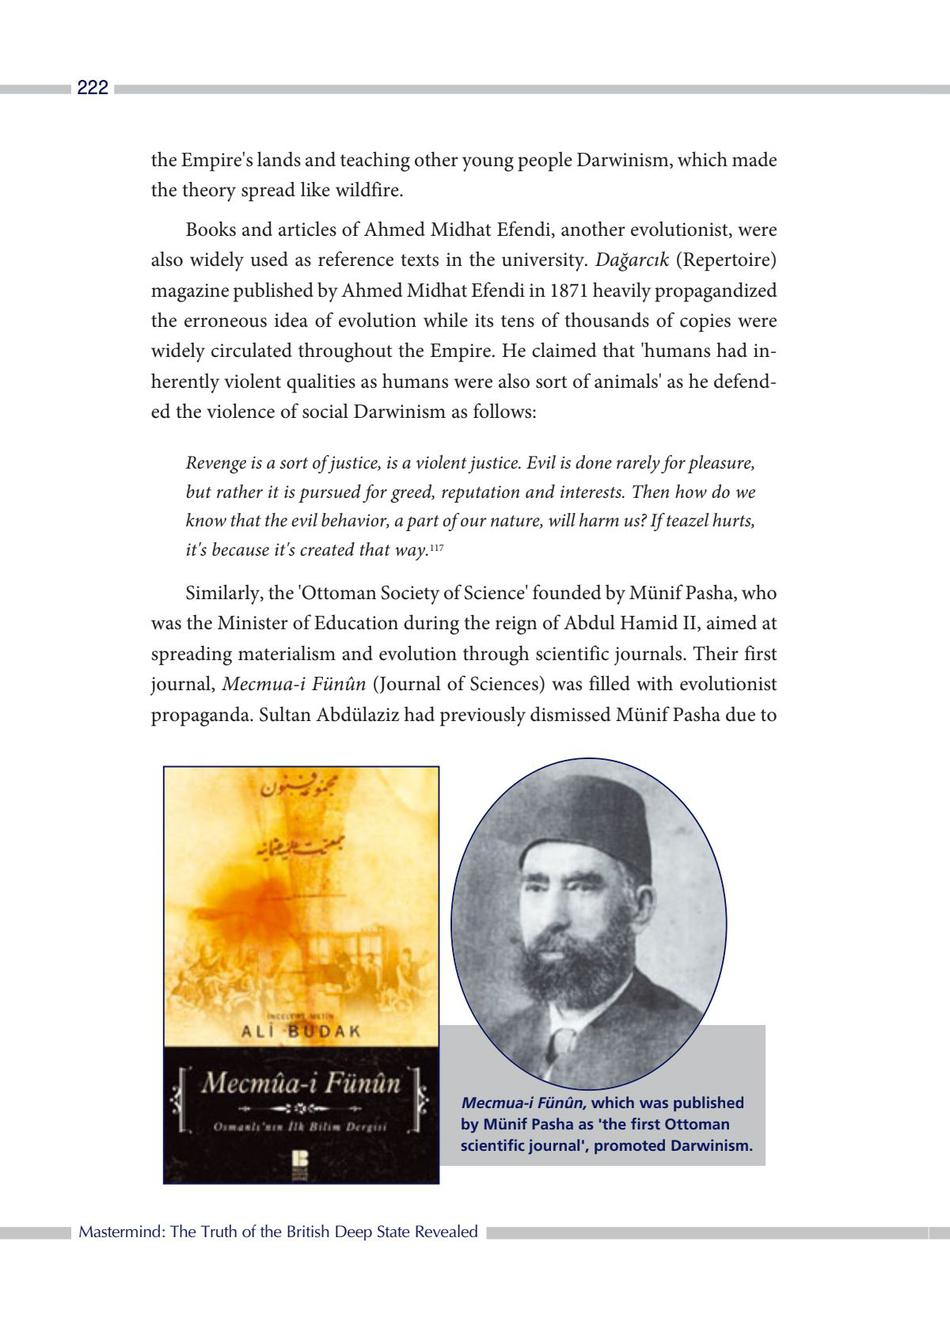 222
the Empire's lands and teaching other young people Darwinism, which made
the theory spread like wildfire.
Books and articles of Ahmed Midhat Efendi, another evolutionist, were
also widely used as reference texts in the university. Dağarcık (Repertoire)
magazine published by Ahmed Midhat Efendi in 1871 heavily propagandized
the erroneous idea of evolution while its tens of thousands of copies were
widely circulated throughout the Empire. He claimed that 'humans had in-
herently violent qualities as humans were also sort of animals' as he defend-
ed the violence of social Darwinism as follows:
Revenge is a sort of justice, is a violent justice. Evil is done rarely for pleasure,
but rather it is pursued for greed, reputation and interests. Then how do we
know that the evil behavior, a part of our nature, will harm us? If teazel hurts,
it's because it's created that way.117
Similarly, the 'Ottoman Society of Science' founded by Münif Pasha, who
was the Minister of Education during the reign of Abdul Hamid II, aimed at
spreading materialism and evolution through scientific journals. Their first
journal, Mecmua-i Fünûn (Journal of Sciences) was filled with evolutionist
propaganda. Sultan Abdülaziz had previously dismissed Münif Pasha due to
مجموعه فنون
جمعیت علمیه عثمانیه
İNCELEME METİN
ALİ BUDAK
Mecmûa-i Fünûn
Osmanlı'nın İlk Bilim Dergisi
Mecmua-i Fünûn, which was published
by Münif Pasha as 'the first Ottoman
scientific journal', promoted Darwinism.
Mastermind: The Truth of the British Deep State Revealed